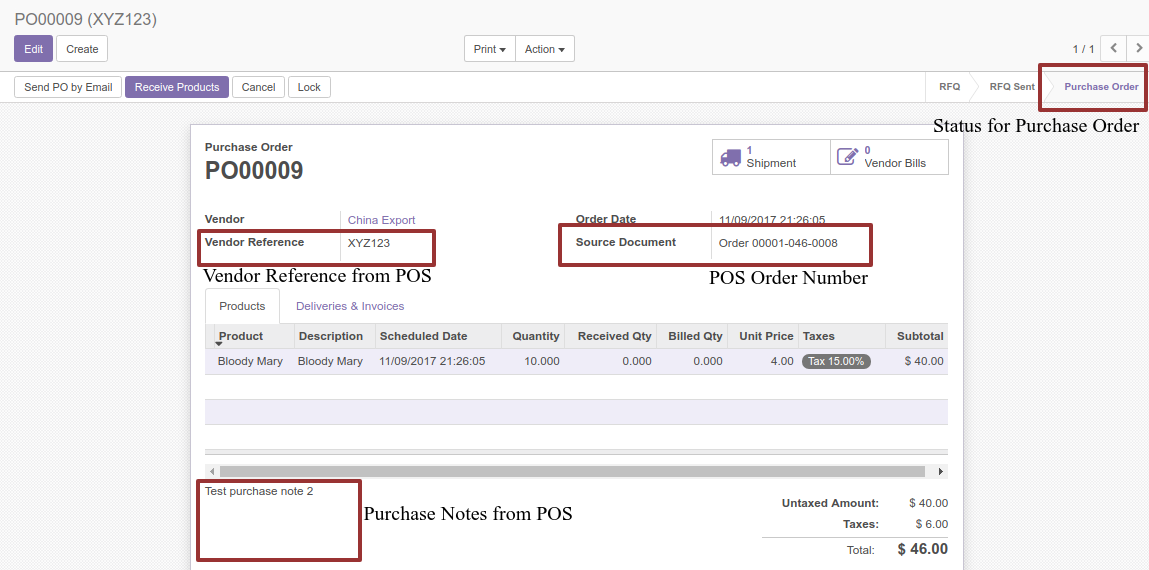 PO00009 (XYZ123)
Edit Create Print Action 1 / 1
Send PO by Email Receive Products Cancel Lock RFQ RFQ Sent Purchase Order
Status for Purchase Order
Purchase Order
PO00009
1 Shipment
0 Vendor Bills
Vendor China Export Order Date 11/09/2017 21:26:05
Vendor Reference XYZ123 Source Document Order 00001-046-0008
Vendor Reference from POS POS Order Number
Products Deliveries & Invoices
Product Description Scheduled Date Quantity Received Qty Billed Qty Unit Price Taxes Subtotal
Bloody Mary Bloody Mary 11/09/2017 21:26:05 10.000 0.000 0.000 4.00 Tax 15.00% $ 40.00
Test purchase note 2
Purchase Notes from POS
Untaxed Amount: $ 40.00
Taxes: $ 6.00
Total: $ 46.00